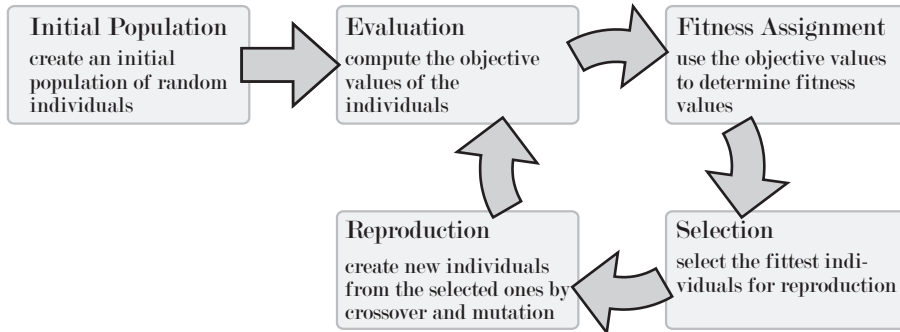 Initial Population
create an initial
population of random
individuals
Evaluation
compute the objective
values of the
individuals
Fitness Assignment
use the objective values
to determine fitness
values
Reproduction
create new individuals
from the selected ones by
crossover and mutation
Selection
select the fittest indi-
viduals for reproduction